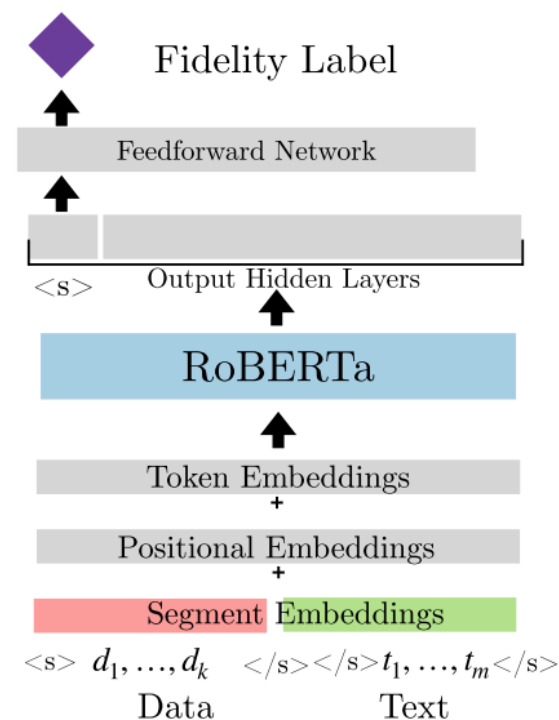 Fidelity Label
Feedforward Network
<s>
Output Hidden Layers
RoBERTa
Token Embeddings
+
Positional Embeddings
+
Segment Embeddings
<s> d₁, …, dₖ </s></s> t₁, …, tₘ </s>
Data Text